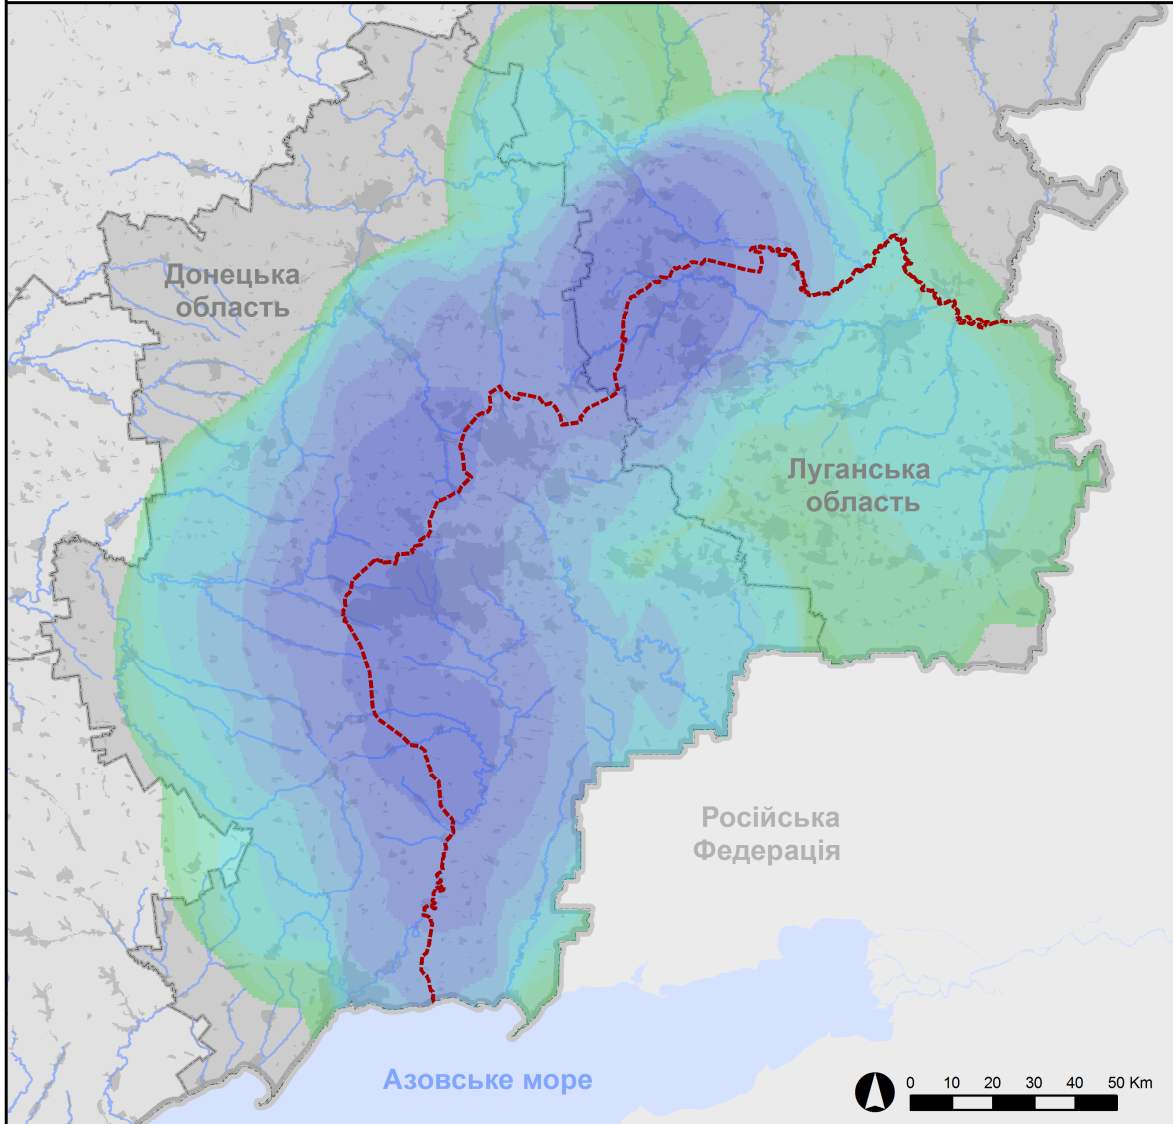 Донецька
область
Луганська
область
Російська
Федерація
Азовське море
0 10 20 30 40 50 Km